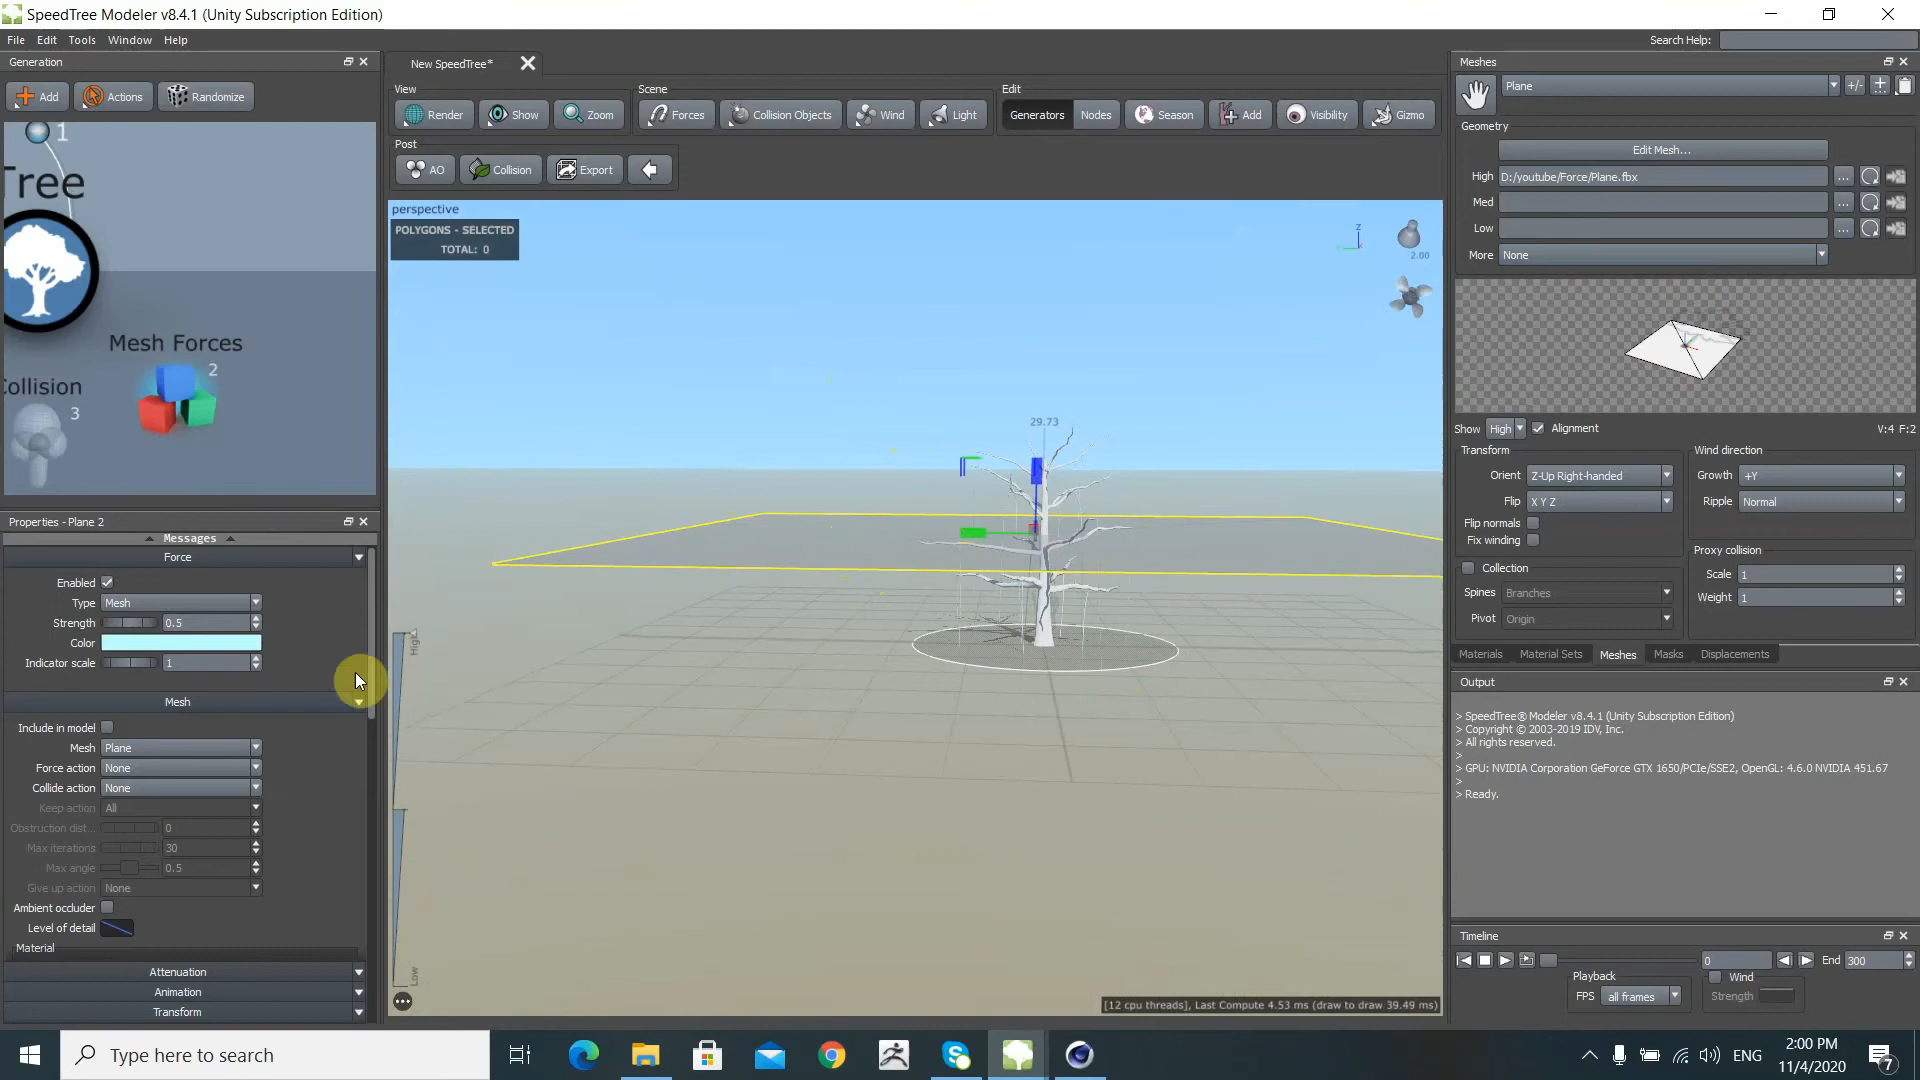 SpeedTree Modeler v8.4.1 (Unity Subscription Edition)
File Edit Tools Window Help
Search Help:
Generation
Add Actions Randomize
1
Tree
Mesh Forces
2
3
New SpeedTree*
View
Render Show Zoom
Scene
Forces Collision Objects Wind Light
Edit
Generators Nodes Season Add Visibility Gizmo
Post
AO Collision Export
perspective
POLYGONS - SELECTED
TOTAL: 0
Z
2.00
29.73
High
Low
[12 cpu threads], Last Compute 4.53 ms (draw to draw 39.49 ms)
Properties - Plane 2
Messages
Force
Enabled
Type Mesh
Strength 0.5
Color
Indicator scale 1
Mesh
Include in model
Mesh Plane
Force action None
Collide action None
Keep action All
Obstruction dist... 0
Max iterations 30
Max angle 0.5
Give up action None
Ambient occluder
Level of detail
Material
Attenuation
Animation
Transform
Meshes
Plane
+/-
Geometry
Edit Mesh...
High D:/youtube/Force/Plane.fbx ...
Med ...
Low ...
More None
Show High Alignment V:4 F:2
Transform
Orient Z-Up Right-handed
Flip X Y Z
Flip normals
Fix winding
Collection
Spines Branches
Pivot Origin
Wind direction
Growth +Y
Ripple Normal
Proxy collision
Scale 1
Weight 1
Materials Material Sets Meshes Masks Displacements
Output
> SpeedTree® Modeler v8.4.1 (Unity Subscription Edition)
> Copyright © 2003-2019 IDV, Inc.
> All rights reserved.
>
> GPU: NVIDIA Corporation GeForce GTX 1650/PCIe/SSE2, OpenGL: 4.6.0 NVIDIA 451.67
>
> Ready.
Timeline
0 End 300
Playback
FPS all frames
Wind
Strength
Type here to search
ENG
2:00 PM
11/4/2020
7